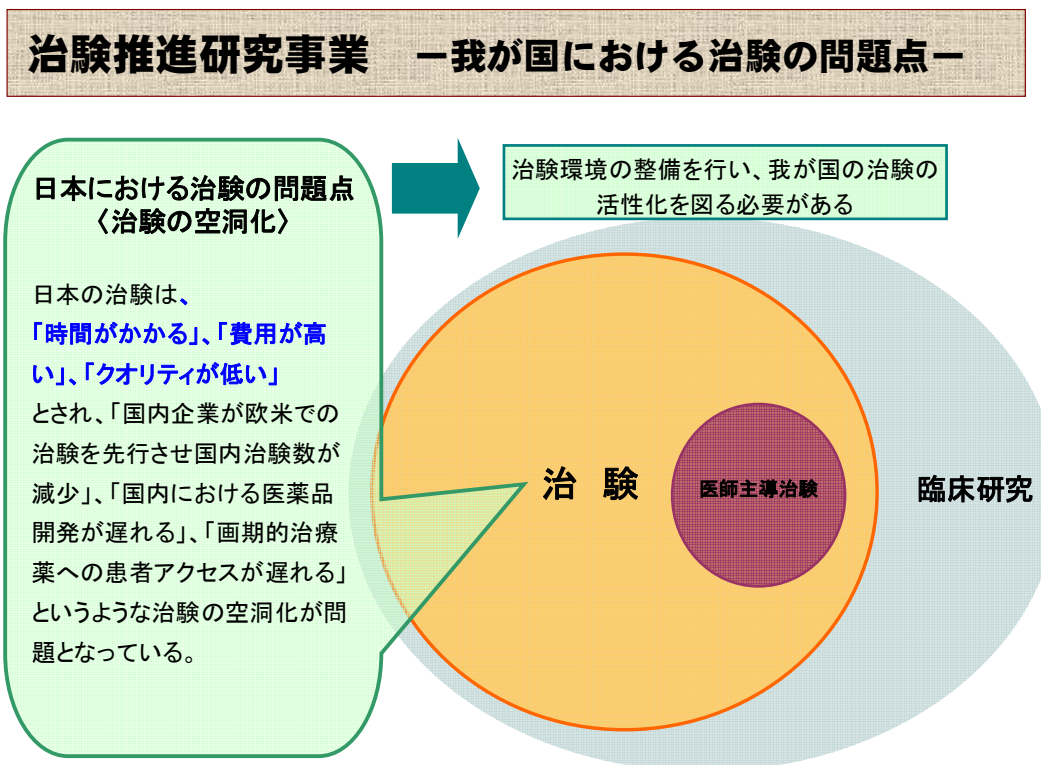 治験推進研究事業 ー我が国における治験の問題点ー
治験環境の整備を行い、我が国の治験の
活性化を図る必要がある
日本における治験の問題点
〈治験の空洞化〉
日本の治験は、
「時間がかかる」、「費用が高
い」、「クオリティが低い」
とされ、「国内企業が欧米での
治験を先行させ国内治験数が
減少」、「国内における医薬品
開発が遅れる」、「画期的治療
薬への患者アクセスが遅れる」
というような治験の空洞化が問
題となっている。
治 験
医師主導治験
臨床研究